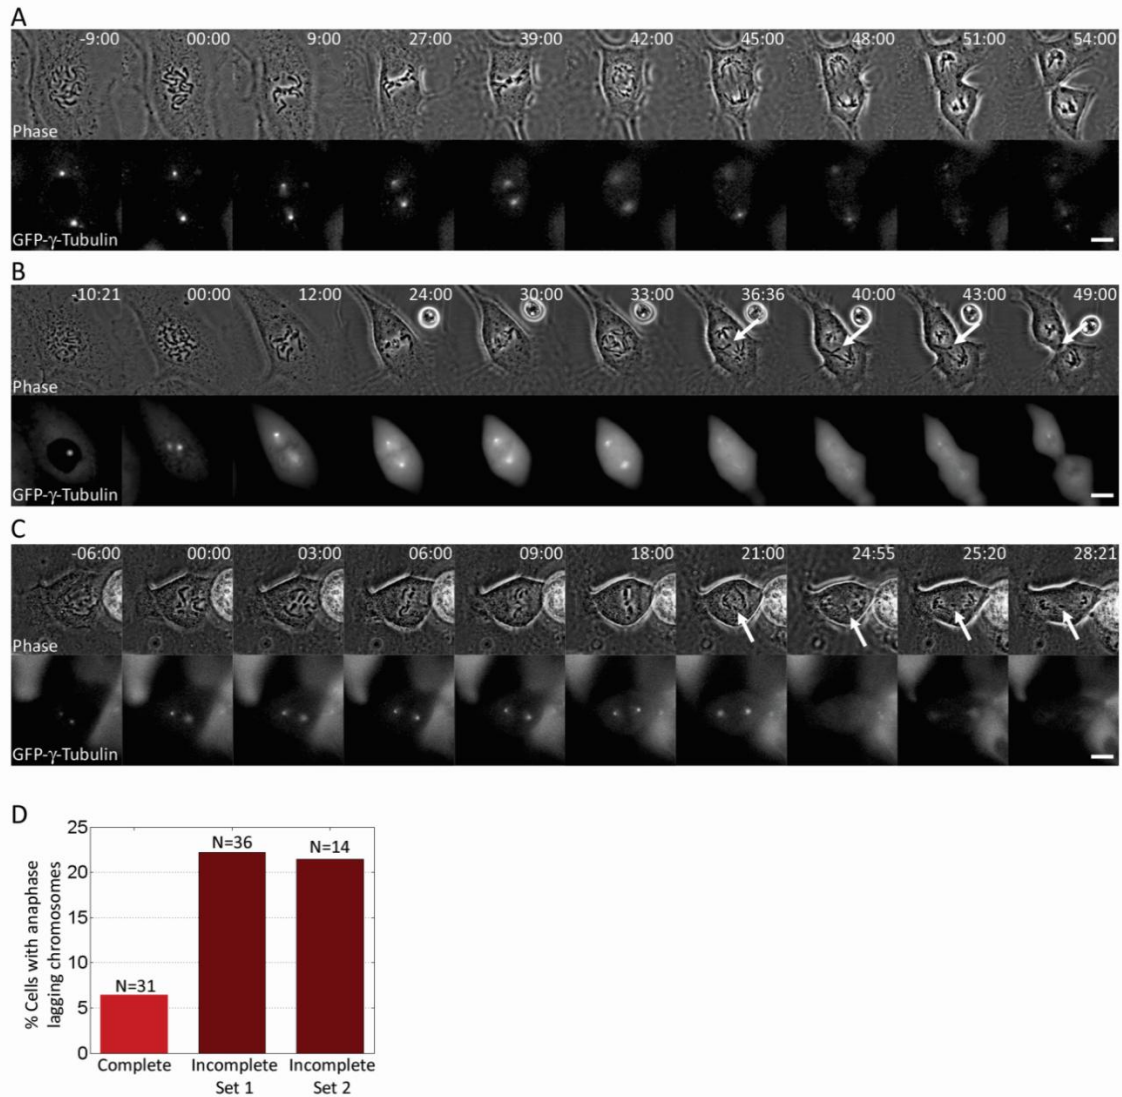 A
-9:00 00:00 9:00 27:00 39:00 42:00 45:00 48:00 51:00 54:00
Phase
GFP-γ-Tubulin
B
-10:21 00:00 12:00 24:00 30:00 33:00 36:36 40:00 43:00 49:00
Phase
GFP-γ-Tubulin
C
-06:00 00:00 03:00 06:00 09:00 18:00 21:00 24:55 25:20 28:21
Phase
GFP-γ-Tubulin
D
25
20
15
10
5
0
% Cells with anaphase
lagging chromosomes
N=31
N=36
N=14
Complete
Incomplete
Set 1
Incomplete
Set 2